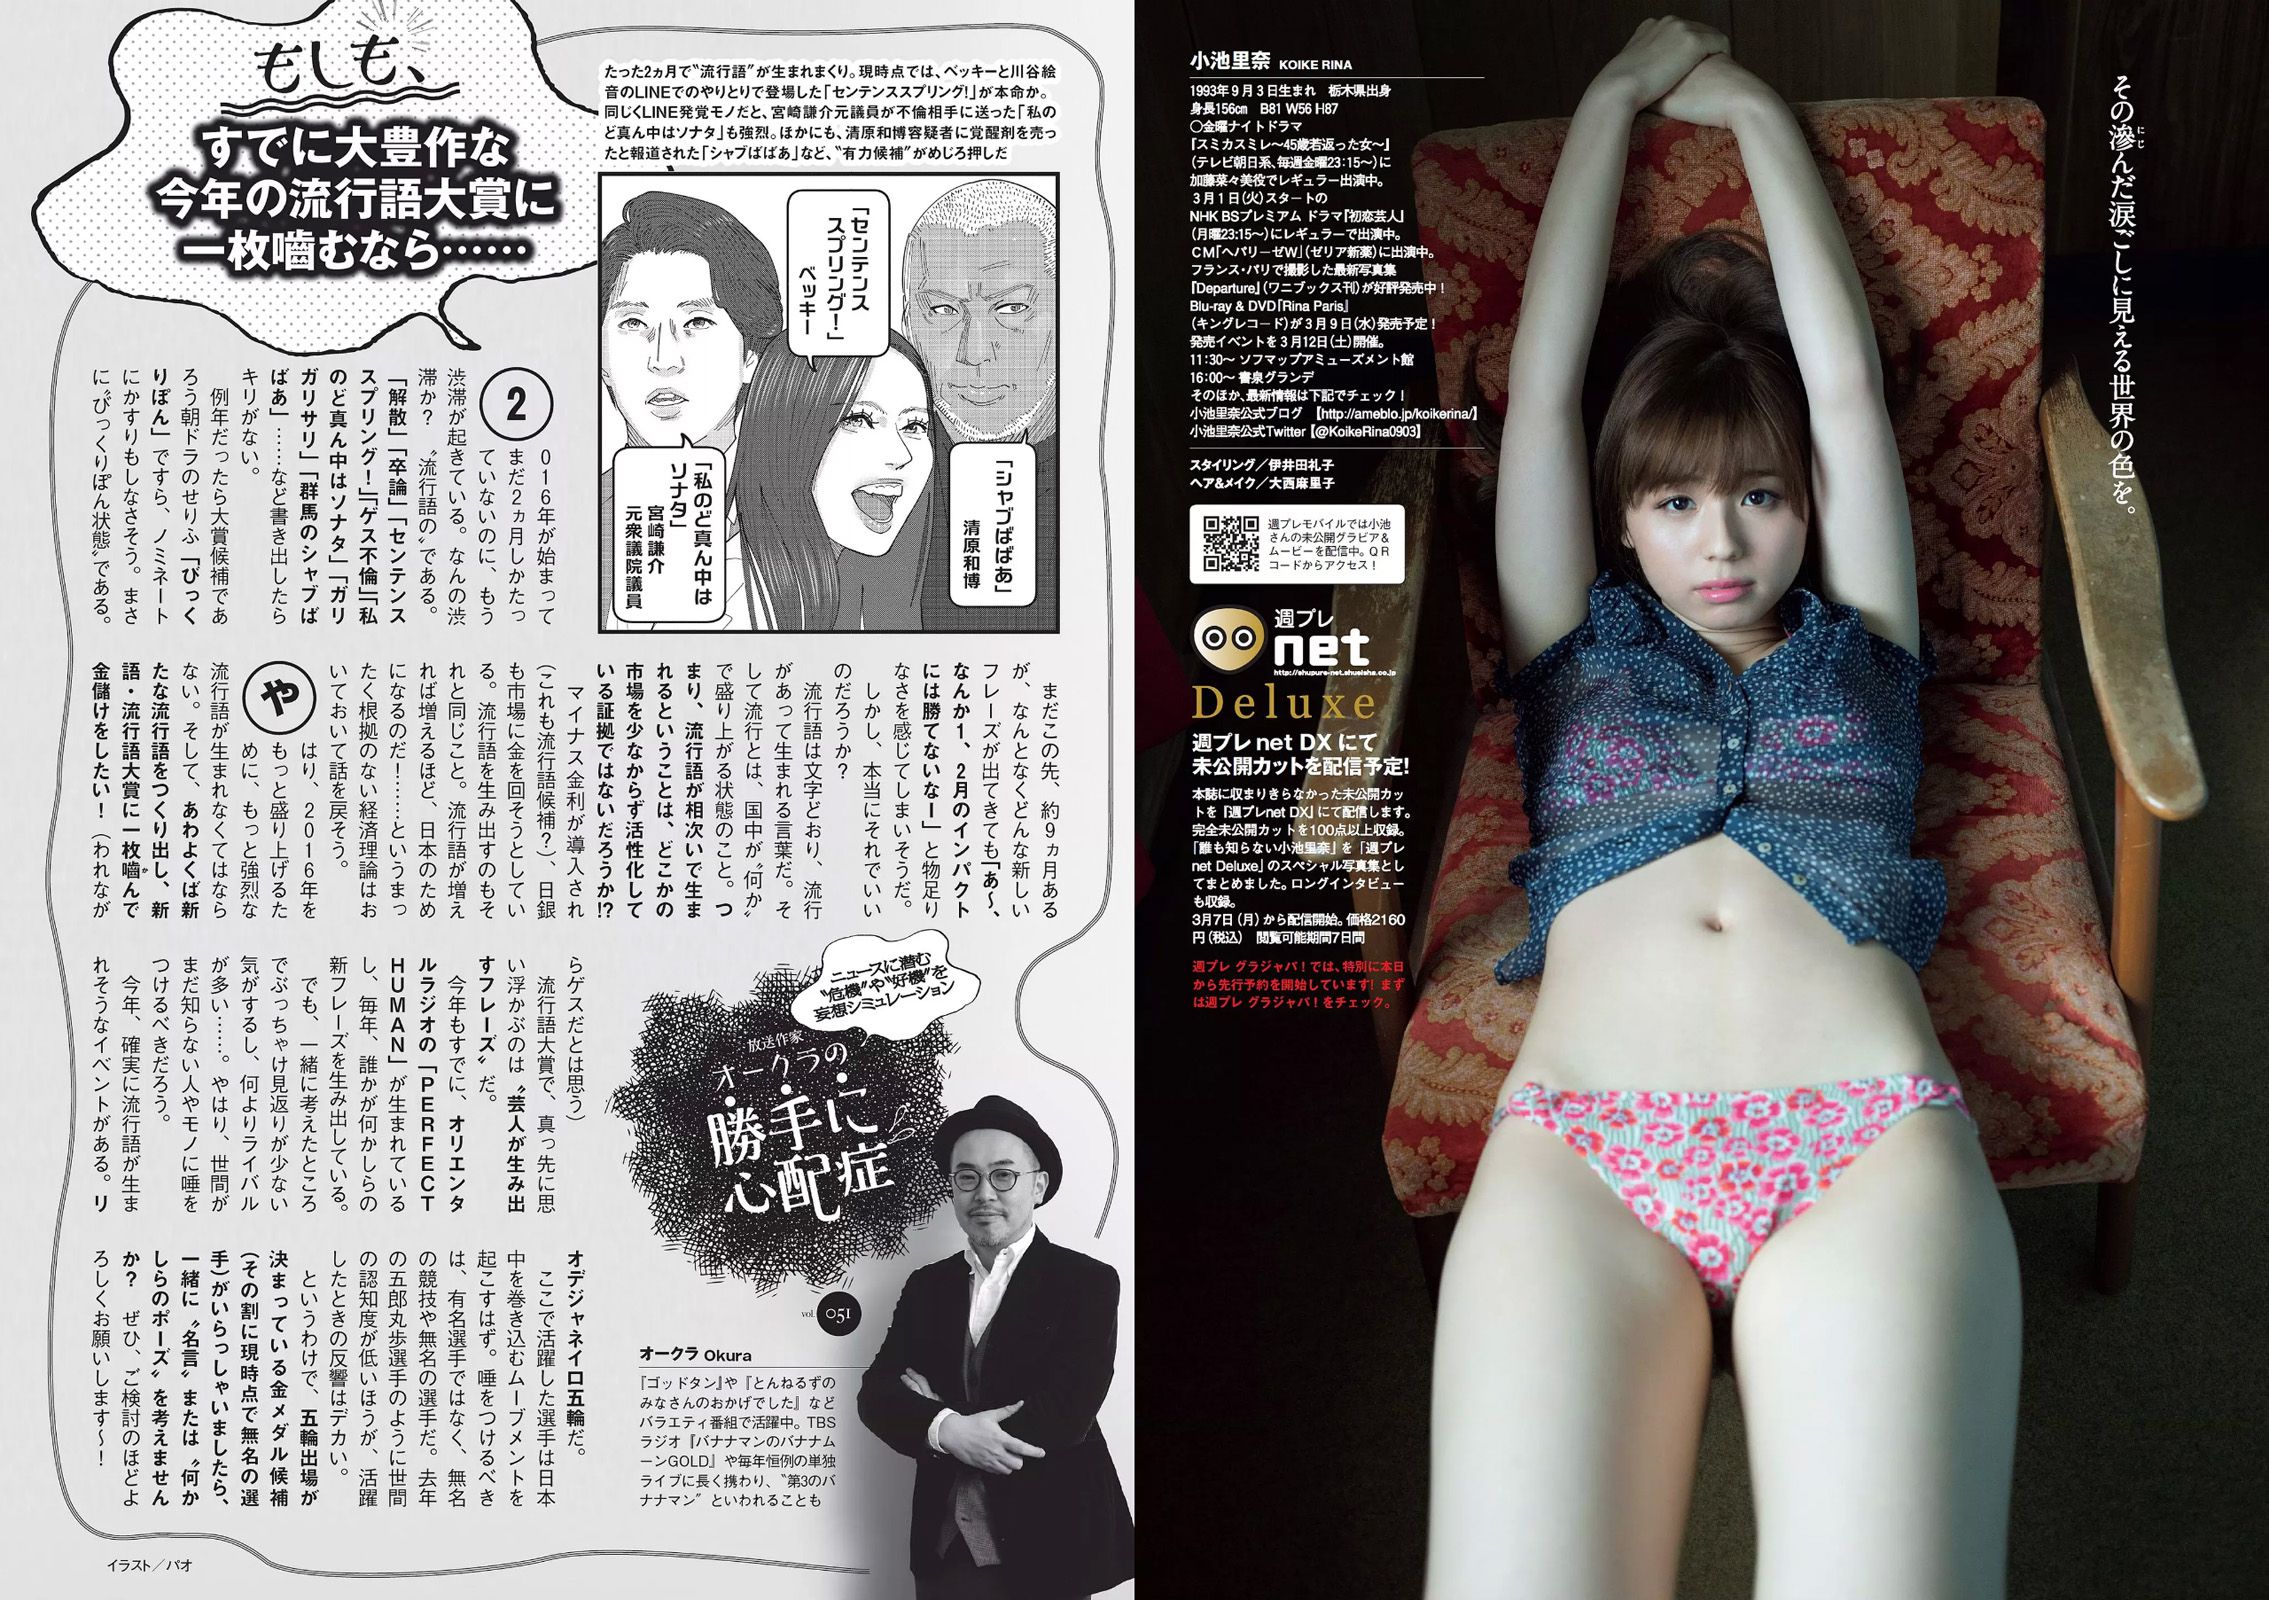 その滲んだ涙ごしに見える世界の色を。
にじ
小池里奈 KOIKE RINA
1993年9月3日生まれ 栃木県出身
身長156㎝ B81 W56 H87
○金曜ナイトドラマ
『スミカスミレ〜45歳若返った女〜』
（テレビ朝日系、毎週金曜23:15〜）に
加藤菜々美役でレギュラー出演中。
3月1日（火）スタートの
NHK BSプレミアム ドラマ『初恋芸人』
（月曜23:15〜）にレギュラーで出演中。
CM「ヘパリーゼW」（ゼリア新薬）に出演中。
フランス・パリで撮影した最新写真集
『Departure』（ワニブックス刊）が好評発売中！
Blu-ray & DVD『Rina Paris』
（キングレコード）が3月9日（水）発売予定！
発売イベントを3月12日（土）開催。
11:30〜 ソフマップアミューズメント館
16:00〜 書泉グランデ
そのほか、最新情報は下記でチェック！
小池里奈公式ブログ 【http://ameblo.jp/koikerina/】
小池里奈公式Twitter【@KoikeRina0903】
スタイリング／伊井田礼子
ヘア&メイク／大西麻里子
週プレモバイルでは小池
さんの未公開グラビア＆
ムービーを配信中。QR
コードからアクセス！
週プレ
net
http://shupure-net.shueisha.co.jp
Deluxe
週プレ net DX にて
未公開カットを配信予定！
本誌に収まりきらなかった未公開カッ
トを『週プレnet DX』にて配信します。
完全未公開カットを100点以上収録。
「誰も知らない小池里奈」を「週プレ
net Deluxe」のスペシャル写真集とし
てまとめました。ロングインタビュー
も収録。
3月7日（月）から配信開始。価格2160
円（税込） 閲覧可能期間7日間
週プレ グラジャパ！では、特別に本日
から先行予約を開始しています！ まず
は週プレ グラジャパ！をチェック。
もしも、
すでに大豊作な
今年の流行語大賞に
一枚噛むなら……
たった2ヵ月で“流行語”が生まれまくり。現時点では、ベッキーと川谷絵
音のLINEでのやりとりで登場した「センテンススプリング！」が本命か。
同じくLINE発覚モノだと、宮崎謙介元議員が不倫相手に送った「私の
ど真ん中はソナタ」も強烈。ほかにも、清原和博容疑者に覚醒剤を売っ
たと報道された「シャブばばあ」など、“有力候補”がめじろ押しだ
「シャブばばあ」
清原和博
「センテンス
スプリング！」
ベッキー
「私のど真ん中は
ソナタ」
宮崎謙介
元衆議院議員
2
016年が始まって
まだ2ヵ月しかたっ
ていないのに、もう
渋滞が起きている。なんの渋
滞か？ “流行語の”である。
「解散」「卒論」「センテンス
スプリング！」「ゲス不倫」「私
のど真ん中はソナタ」「ガリ
ガリサリ」「群馬のシャブば
ばあ」……など書き出したら
キリがない。
例年だったら大賞候補であ
ろう朝ドラのせりふ「びっく
りぽん」ですら、ノミネート
にかすりもしなさそう。まさ
に“びっくりぽん状態”である。
まだこの先、約9ヵ月ある
が、なんとなくどんな新しい
フレーズが出てきても「あ〜、
なんか1、2月のインパクト
には勝てないなー」と物足り
なさを感じてしまいそうだ。
しかし、本当にそれでいい
のだろうか？
流行語は文字どおり、流行
があって生まれる言葉だ。そ
して流行とは、国中が“何か”
で盛り上がる状態のこと。つ
まり、流行語が相次いで生ま
れるということは、どこかの
市場を少なからず活性化して
いる証拠ではないだろうか!?
マイナス金利が導入され
（これも流行語候補？）、日銀
も市場に金を回そうとしてい
る。流行語を生み出すのもそ
れと同じこと。流行語が増え
れば増えるほど、日本のため
になるのだ！……というまっ
たく根拠のない経済理論はお
いておいて話を戻そう。
や
はり、2016年を
もっと盛り上げるた
めに、もっと強烈な
流行語が生まれなくてはなら
ない。そして、あわよくば新
たな流行語をつくり出し、新
語・流行語大賞に一枚噛んで
か
金儲けをしたい！（われなが
らゲスだとは思う）
流行語大賞で、真っ先に思
い浮かぶのは“芸人が生み出
すフレーズ”だ。
今年もすでに、オリエンタ
ルラジオの「PERFECT
HUMAN」が生まれている
し、毎年、誰かが何かしらの
新フレーズを生み出している。
でも、一緒に考えたところ
でぶっちゃけ見返りが少ない
気がするし、何よりライバル
が多い……。やはり、世間が
まだ知らない人やモノに唾を
つけるべきだろう。
今年、確実に流行語が生ま
れそうなイベントがある。リ
オデジャネイロ五輪だ。
ここで活躍した選手は日本
中を巻き込むムーブメントを
起こすはず。唾をつけるべき
は、有名選手ではなく、無名
の競技や無名の選手だ。去年
の五郎丸歩選手のように世間
の認知度が低いほうが、活躍
したときの反響はデカい。
というわけで、五輪出場が
決まっている金メダル候補
（その割に現時点で無名の選
手）がいらっしゃいましたら、
一緒に“名言”または“何か
しらのポーズ”を考えません
か？ ぜひ、ご検討のほどよ
ろしくお願いします〜！
ニュースに潜む
“危機”や“好機”を
妄想シミュレーション
放送作家
オークラの
勝手に
心配症
vol. 051
オークラ Okura
『ゴッドタン』や『とんねるずの
みなさんのおかげでした』など
バラエティ番組で活躍中。TBS
ラジオ『バナナマンのバナナム
ーンGOLD』や毎年恒例の単独
ライブに長く携わり、“第3のバ
ナナマン”といわれることも
イラスト／パオ